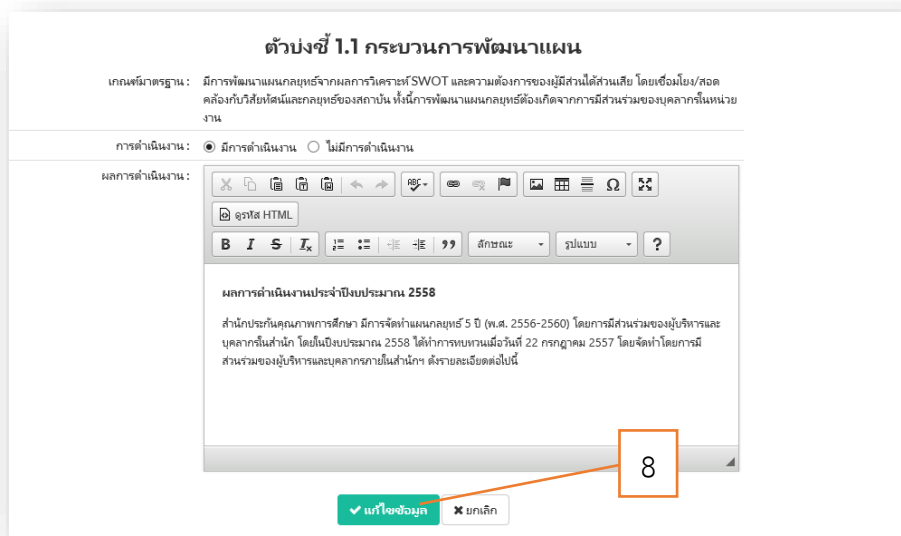 ตัวบ่งชี้ 1.1 กระบวนการพัฒนาแผน
เกณฑ์มาตรฐาน : มีการพัฒนาแผนกลยุทธ์จากผลการวิเคราะห์ SWOT และความต้องการของผู้มีส่วนได้ส่วนเสีย โดยเชื่อมโยง/สอด
คล้องกับวิสัยทัศน์และกลยุทธ์ของสถาบัน ทั้งนี้การพัฒนาแผนกลยุทธ์ต้องเกิดจากการมีส่วนร่วมของบุคลากรในหน่วย
งาน
การดำเนินงาน : มีการดำเนินงาน ไม่มีการดำเนินงาน
ผลการดำเนินงาน :
ABC
Ω
ดูรหัส HTML
B I S Tx ลักษณะ รูปแบบ ?
ผลการดำเนินงานประจำปีงบประมาณ 2558
สำนักประกันคุณภาพการศึกษา มีการจัดทำแผนกลยุทธ์ 5 ปี (พ.ศ. 2556-2560) โดยการมีส่วนร่วมของผู้บริหารและ
บุคลากรในสำนัก โดยในปีงบประมาณ 2558 ได้ทำการทบทวนเมื่อวันที่ 22 กรกฎาคม 2557 โดยจัดทำโดยการมี
ส่วนร่วมของผู้บริหารและบุคลากรภายในสำนักฯ ดังรายละเอียดต่อไปนี้
8
แก้ไขข้อมูล ยกเลิก